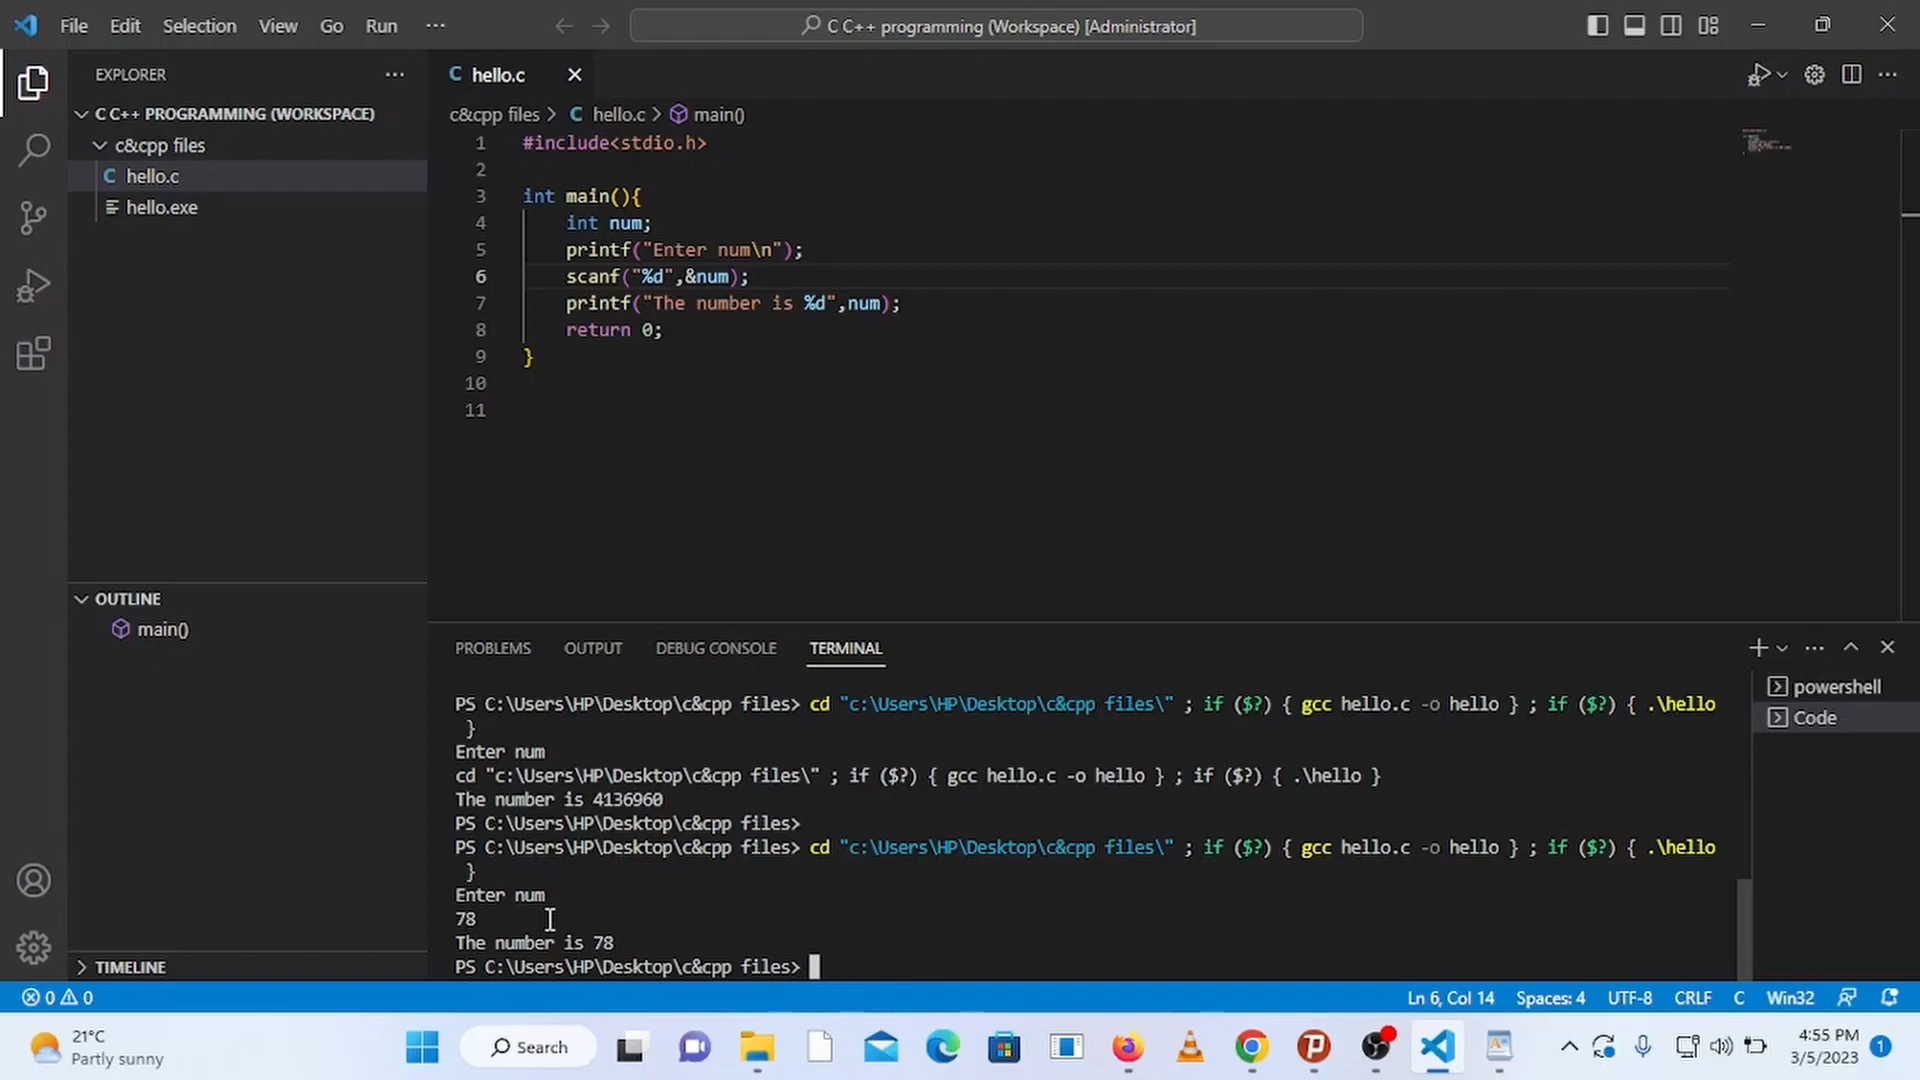 File Edit Selection View Go Run ···
C C++ programming (Workspace) [Administrator]
EXPLORER
C C++ PROGRAMMING (WORKSPACE)
c&cpp files
C hello.c
hello.exe
OUTLINE
main()
TIMELINE
C hello.c
c&cpp files > C hello.c > main()
1 #include<stdio.h>
2
3 int main(){
4 int num;
5 printf("Enter num\n");
6 scanf("%d",&num);
7 printf("The number is %d",num);
8 return 0;
9 }
10
11
PROBLEMS OUTPUT DEBUG CONSOLE TERMINAL
PS C:\Users\HP\Desktop\c&cpp files> cd "c:\Users\HP\Desktop\c&cpp files\" ; if ($?) { gcc hello.c -o hello } ; if ($?) { .\hello
}
Enter num
cd "c:\Users\HP\Desktop\c&cpp files\" ; if ($?) { gcc hello.c -o hello } ; if ($?) { .\hello }
The number is 4136960
PS C:\Users\HP\Desktop\c&cpp files>
PS C:\Users\HP\Desktop\c&cpp files> cd "c:\Users\HP\Desktop\c&cpp files\" ; if ($?) { gcc hello.c -o hello } ; if ($?) { .\hello
}
Enter num
78
The number is 78
PS C:\Users\HP\Desktop\c&cpp files>
powershell
Code
0 0
Ln 6, Col 14 Spaces: 4 UTF-8 CRLF C Win32
21°C
Partly sunny
Search
4:55 PM
3/5/2023
1